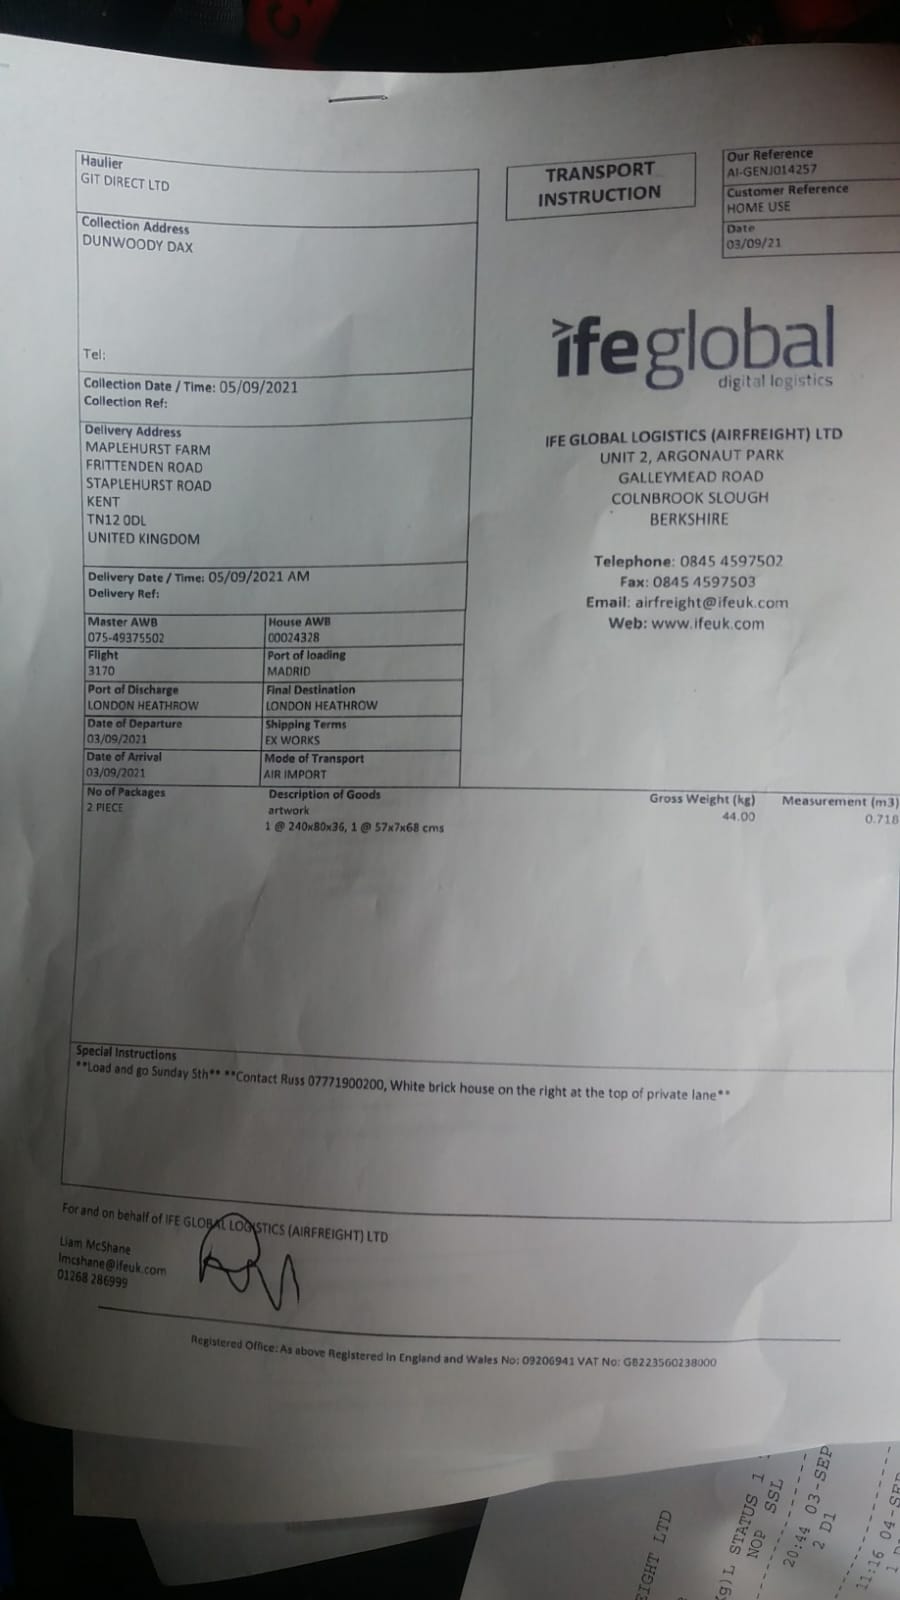 Haulier
GIT DIRECT LTD
TRANSPORT
INSTRUCTION
Our Reference
AI-GENJ014257
Customer Reference
HOME USE
Date
03/09/21
Collection Address
DUNWOODY DAX
Tel:
Collection Date / Time: 05/09/2021
Collection Ref:
ife global
digital logistics
Delivery Address
MAPLEHURST FARM
FRITTENDEN ROAD
STAPLEHURST ROAD
KENT
TN12 0DL
UNITED KINGDOM
IFE GLOBAL LOGISTICS (AIRFREIGHT) LTD
UNIT 2, ARGONAUT PARK
GALLEYMEAD ROAD
COLNBROOK SLOUGH
BERKSHIRE
Telephone: 0845 4597502
Fax: 0845 4597503
Email: airfreight@ifeuk.com
Web: www.ifeuk.com
Delivery Date / Time: 05/09/2021 AM
Delivery Ref:
Master AWB
075-49375502
House AWB
00024328
Flight
3170
Port of loading
MADRID
Port of Discharge
LONDON HEATHROW
Final Destination
LONDON HEATHROW
Date of Departure
03/09/2021
Shipping Terms
EX WORKS
Date of Arrival
03/09/2021
Mode of Transport
AIR IMPORT
No of Packages
2 PIECE
Description of Goods
artwork
1 @ 240x80x36, 1 @ 57x7x68 cms
Gross Weight (kg)
44.00
Measurement (m3)
0.718
Special Instructions
**Load and go Sunday 5th** **Contact Russ 07771900200, White brick house on the right at the top of private lane**
For and on behalf of IFE GLOBAL LOGISTICS (AIRFREIGHT) LTD
Liam McShane
lmcshane@ifeuk.com
01268 286999
Registered Office: As above Registered in England and Wales No: 09206941 VAT No: GB223560238000
EIGHT LTD
kg)L STATUS 1
NOP SSL
20:44 03-SEP
2 D1
11:16 04-SEP